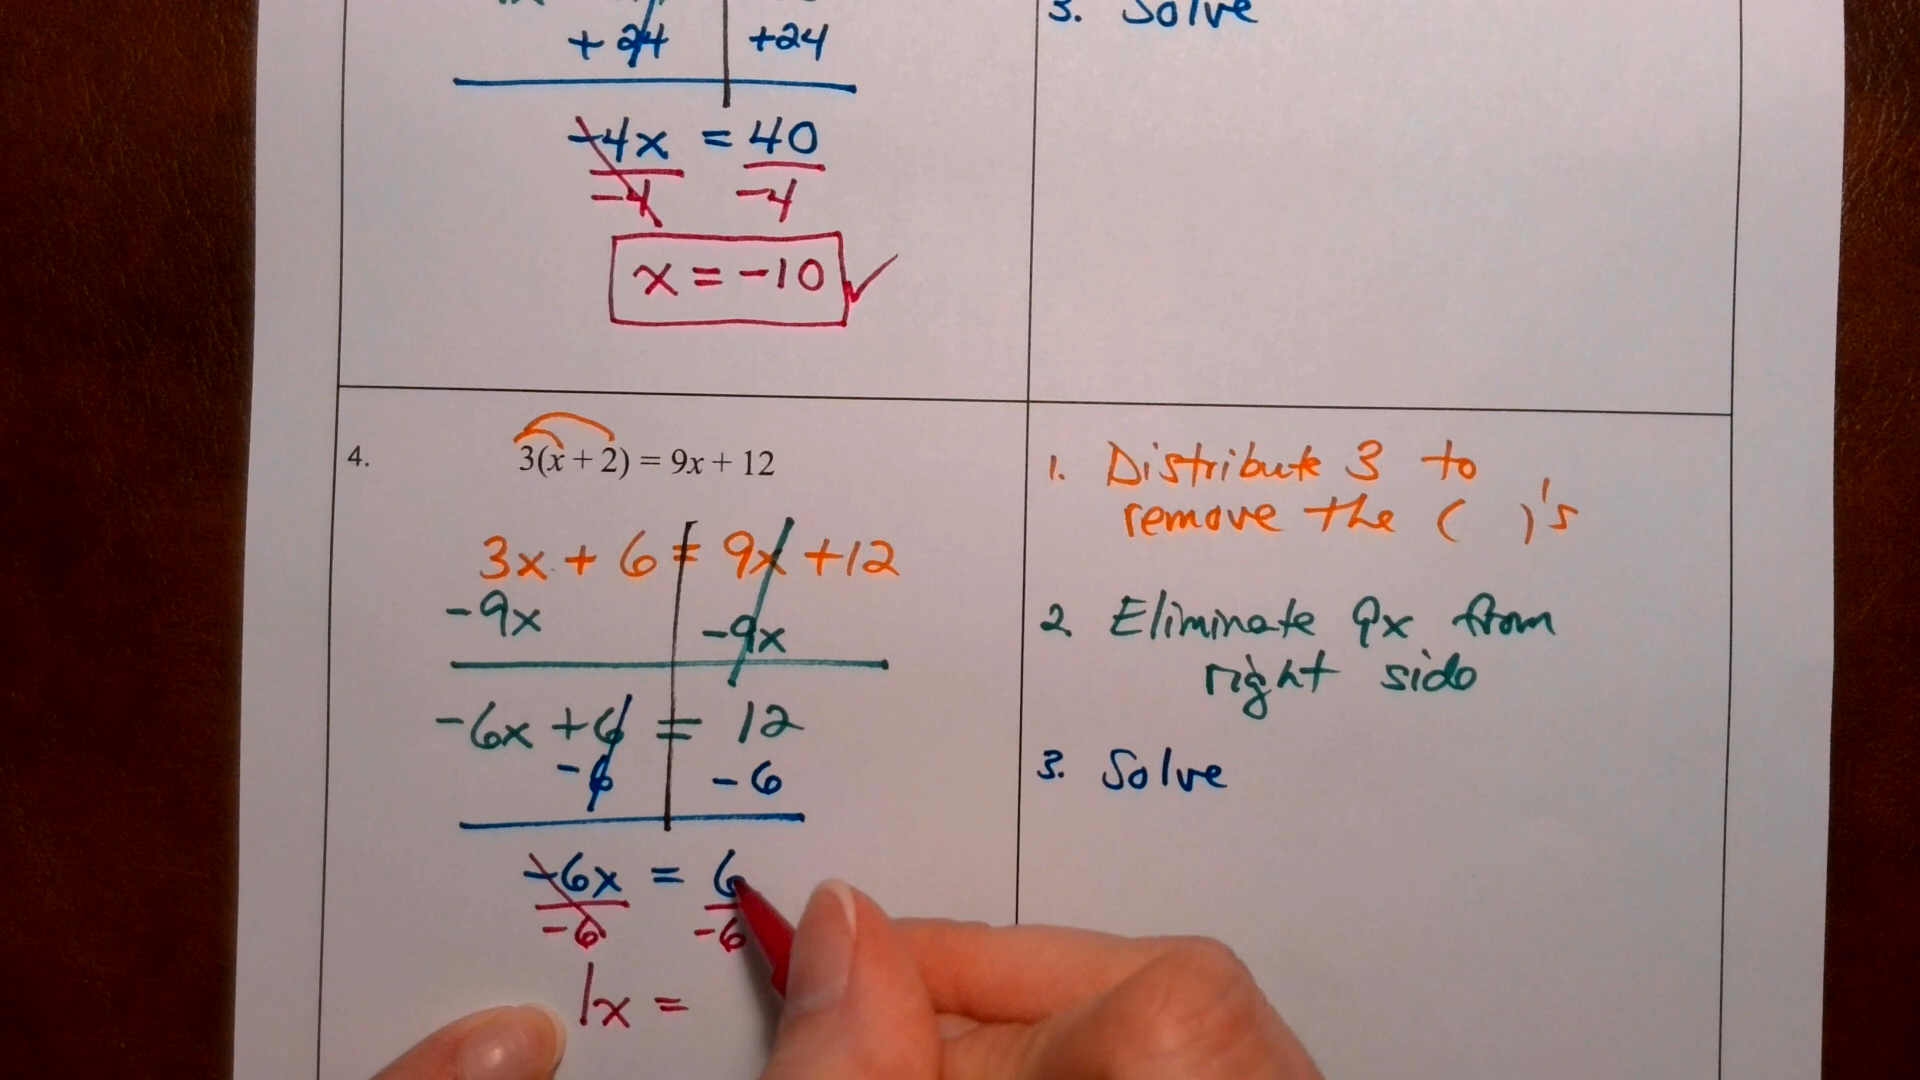 3. Solve
+ 24 +24
-4x = 40
-4 -4
x = -10 ✓
4. 3(x + 2) = 9x + 12
3x + 6 = 9x + 12
-9x -9x
-6x + 6 = 12
-6 -6
-6x = 6
-6 -6
1x =
1. Distribute 3 to
remove the ( )'s
2 Eliminate 9x from
right side
3. Solve